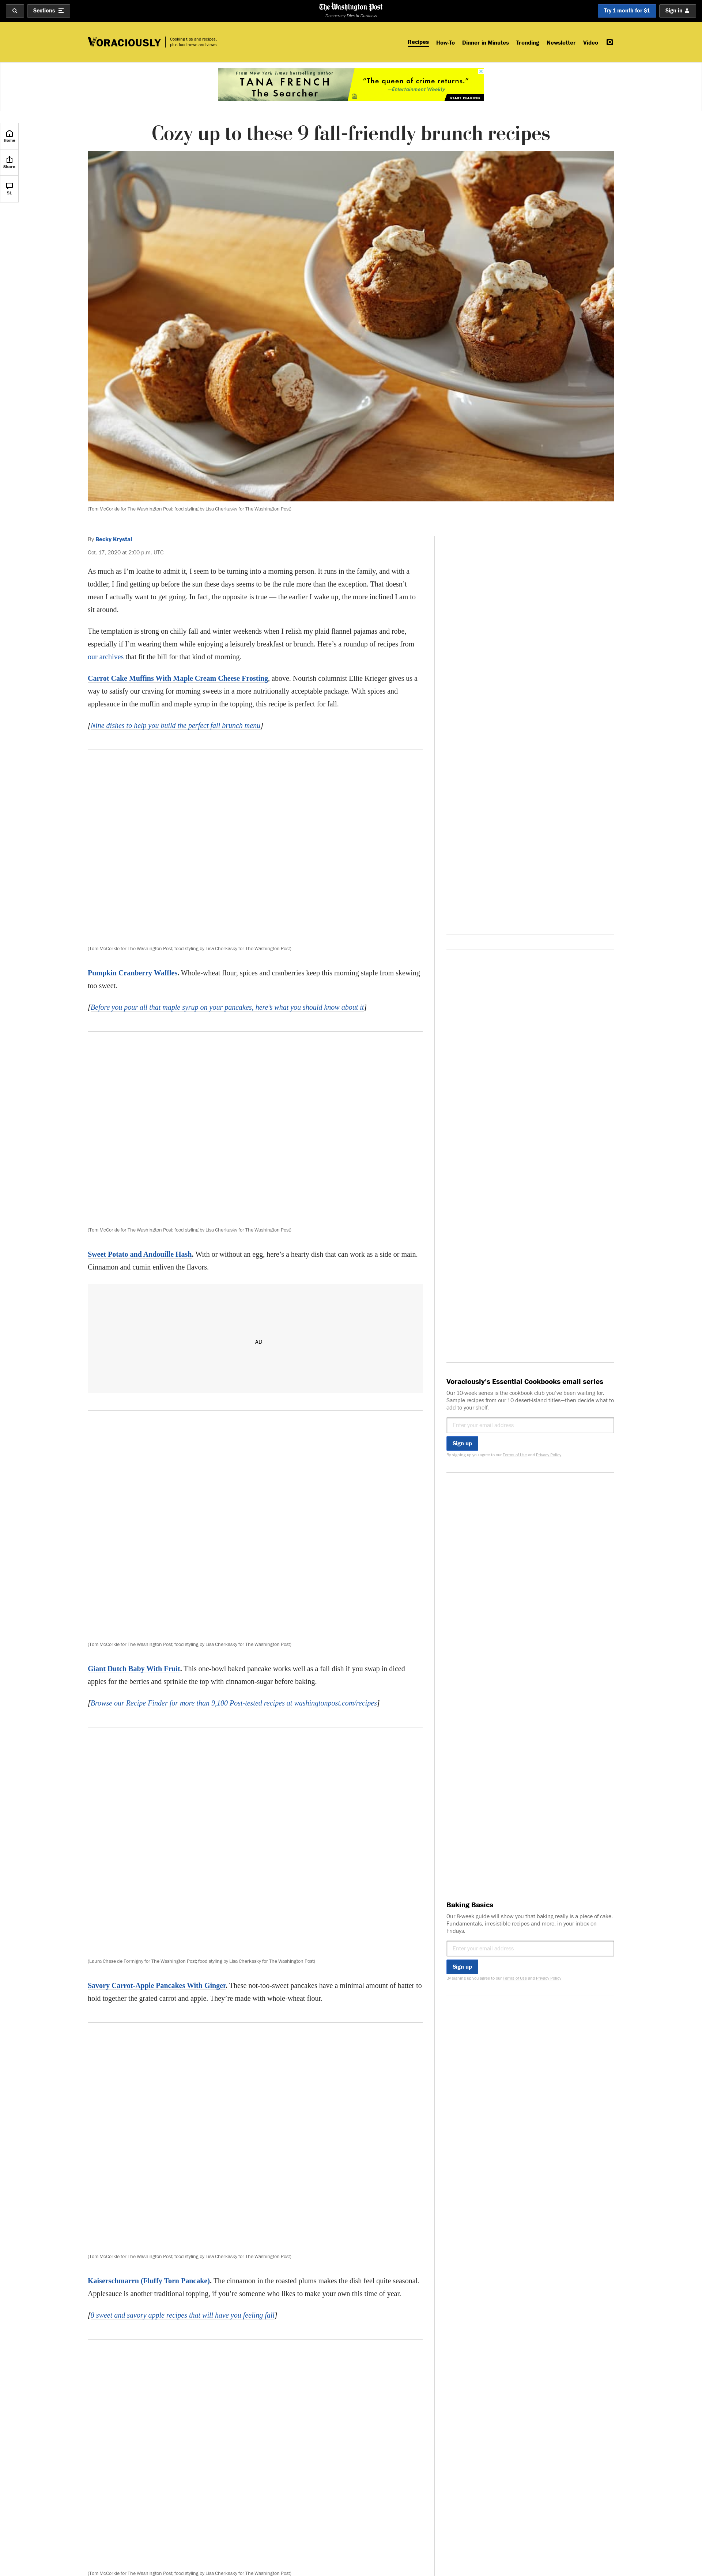 Sections
The Washington Post
Democracy Dies in Darkness
Try 1 month for $1
Sign in
VORACIOUSLY
Cooking tips and recipes,
plus food news and views
Recipes
How-To
Dinner in Minutes
Trending
Newsletter
Video
From New York Times bestselling author
TANA FRENCH
The Searcher
“The queen of crime returns.”
—Entertainment Weekly
START READING
Home
Share
51
Cozy up to these 9 fall-friendly brunch recipes
(Tom McCorkle for The Washington Post; food styling by Lisa Cherkasky for The Washington Post)
By Becky Krystal
Oct. 17, 2020 at 2:00 p.m. UTC
As much as I’m loathe to admit it, I seem to be turning into a morning person. It runs in the family, and with a
toddler, I find getting up before the sun these days seems to be the rule more than the exception. That doesn’t
mean I actually want to get going. In fact, the opposite is true — the earlier I wake up, the more inclined I am to
sit around.
The temptation is strong on chilly fall and winter weekends when I relish my plaid flannel pajamas and robe,
especially if I’m wearing them while enjoying a leisurely breakfast or brunch. Here’s a roundup of recipes from
our archives that fit the bill for that kind of morning.
Carrot Cake Muffins With Maple Cream Cheese Frosting, above. Nourish columnist Ellie Krieger gives us a
way to satisfy our craving for morning sweets in a more nutritionally acceptable package. With spices and
applesauce in the muffin and maple syrup in the topping, this recipe is perfect for fall.
[Nine dishes to help you build the perfect fall brunch menu]
(Tom McCorkle for The Washington Post; food styling by Lisa Cherkasky for The Washington Post)
Pumpkin Cranberry Waffles. Whole-wheat flour, spices and cranberries keep this morning staple from skewing
too sweet.
[Before you pour all that maple syrup on your pancakes, here’s what you should know about it]
(Tom McCorkle for The Washington Post; food styling by Lisa Cherkasky for The Washington Post)
Sweet Potato and Andouille Hash. With or without an egg, here’s a hearty dish that can work as a side or main.
Cinnamon and cumin enliven the flavors.
AD
Voraciously's Essential Cookbooks email series
Our 10-week series is the cookbook club you’ve been waiting for.
Sample recipes from our 10 desert-island titles—then decide what to
add to your shelf.
Enter your email address
Sign up
By signing up you agree to our Terms of Use and Privacy Policy
(Tom McCorkle for The Washington Post; food styling by Lisa Cherkasky for The Washington Post)
Giant Dutch Baby With Fruit. This one-bowl baked pancake works well as a fall dish if you swap in diced
apples for the berries and sprinkle the top with cinnamon-sugar before baking.
[Browse our Recipe Finder for more than 9,100 Post-tested recipes at washingtonpost.com/recipes]
Baking Basics
Our 8-week guide will show you that baking really is a piece of cake.
Fundamentals, irresistible recipes and more, in your inbox on
Fridays.
Enter your email address
Sign up
By signing up you agree to our Terms of Use and Privacy Policy
(Laura Chase de Formigny for The Washington Post; food styling by Lisa Cherkasky for The Washington Post)
Savory Carrot-Apple Pancakes With Ginger. These not-too-sweet pancakes have a minimal amount of batter to
hold together the grated carrot and apple. They’re made with whole-wheat flour.
(Tom McCorkle for The Washington Post; food styling by Lisa Cherkasky for The Washington Post)
Kaiserschmarrn (Fluffy Torn Pancake). The cinnamon in the roasted plums makes the dish feel quite seasonal.
Applesauce is another traditional topping, if you’re someone who likes to make your own this time of year.
[8 sweet and savory apple recipes that will have you feeling fall]
(Tom McCorkle for The Washington Post; food styling by Lisa Cherkasky for The Washington Post)